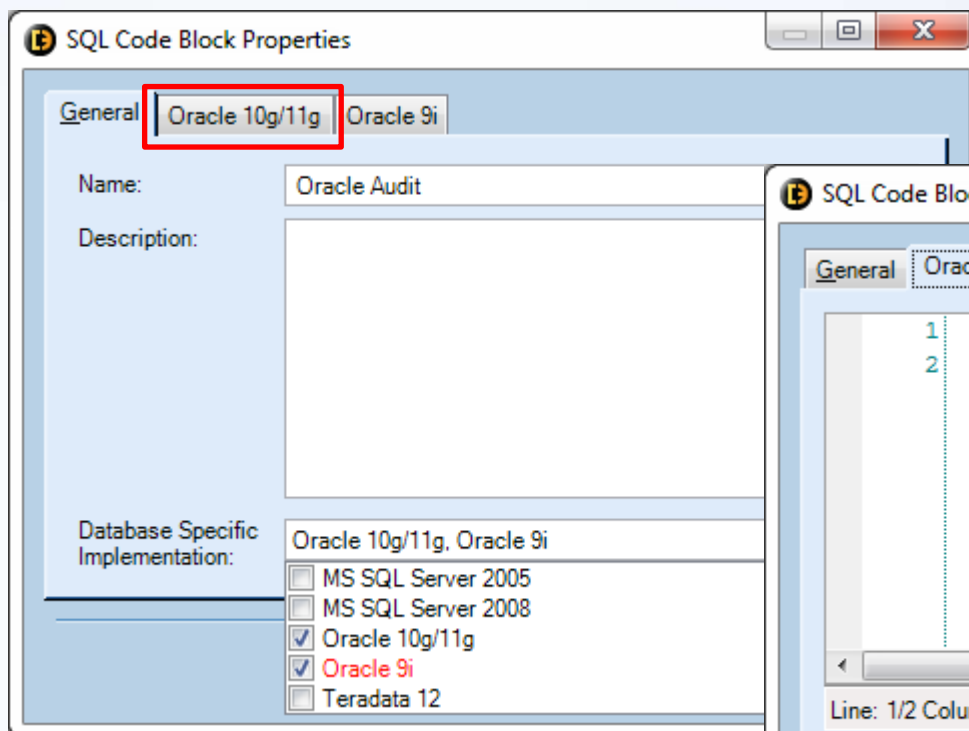 SQL Code Block Properties
General Oracle 10g/11g Oracle 9i
Name: Oracle Audit
Description:
Database Specific
Implementation:
Oracle 10g/11g, Oracle 9i
MS SQL Server 2005
MS SQL Server 2008
Oracle 10g/11g
Oracle 9i
Teradata 12
SQL Code Blo
General Orac
1
2
Line: 1/2 Colu